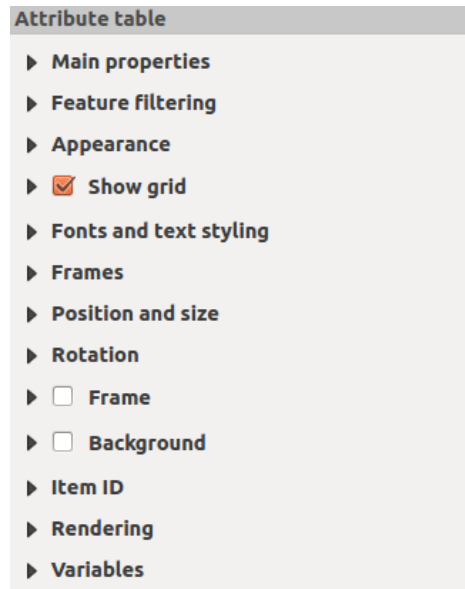 Attribute table
Main properties
Feature filtering
Appearance
Show grid
Fonts and text styling
Frames
Position and size
Rotation
Frame
Background
Item ID
Rendering
Variables